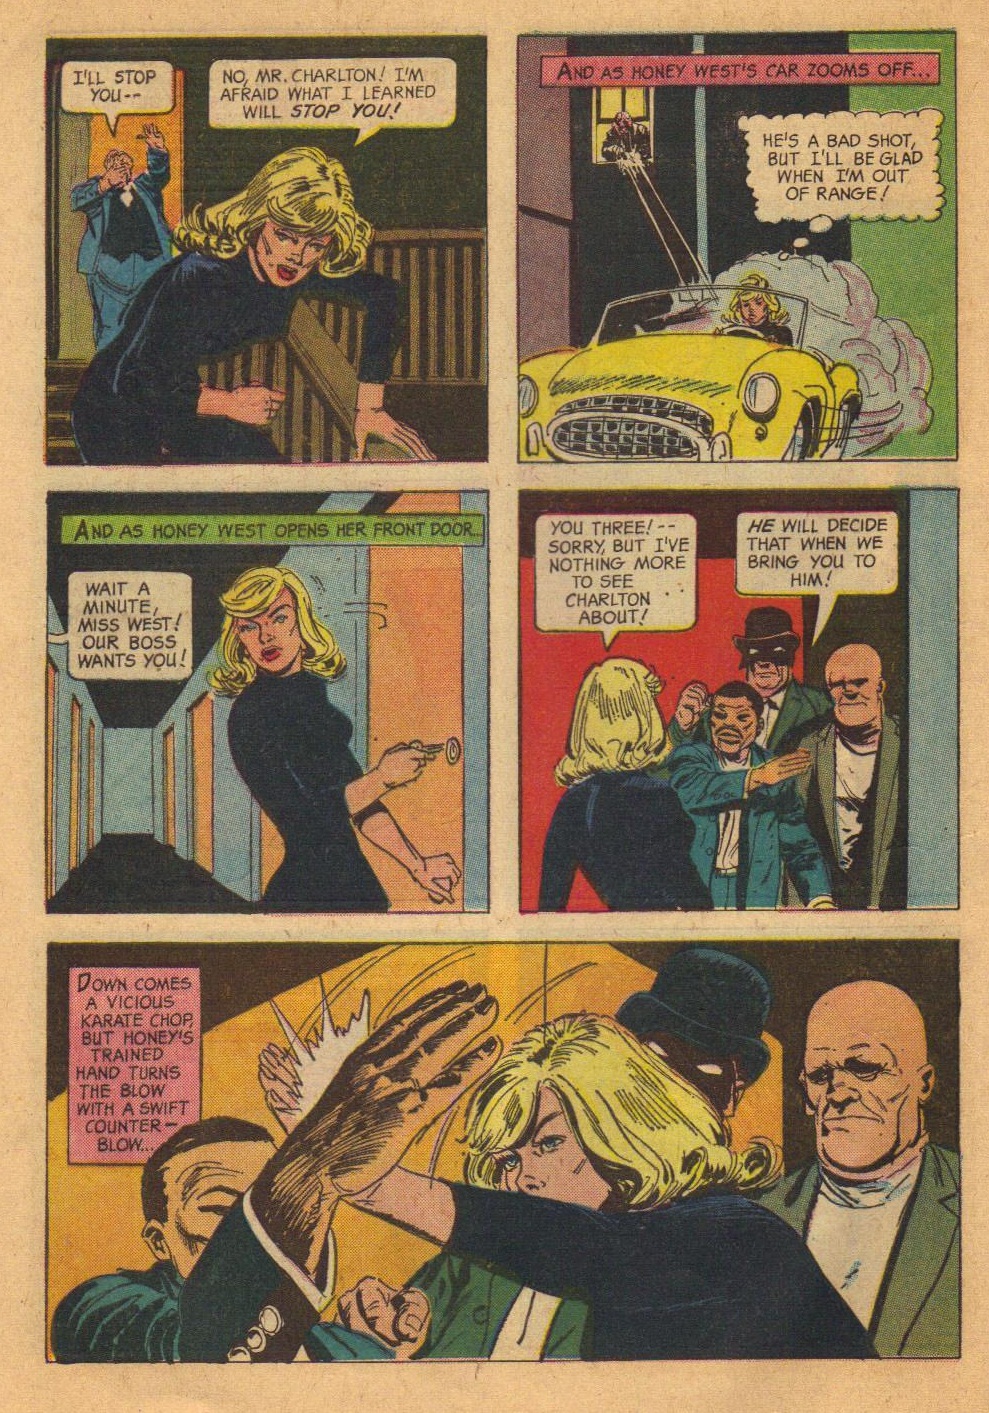 I'LL STOP
YOU--
NO, MR. CHARLTON! I'M
AFRAID WHAT I LEARNED
WILL STOP YOU!
AND AS HONEY WEST'S CAR ZOOMS OFF...
HE'S A BAD SHOT,
BUT I'LL BE GLAD
WHEN I'M OUT
OF RANGE!
AND AS HONEY WEST OPENS HER FRONT DOOR...
WAIT A
MINUTE,
MISS WEST!
OUR BOSS
WANTS YOU!
YOU THREE!--
SORRY, BUT I'VE
NOTHING MORE
TO SEE
CHARLTON
ABOUT!
HE WILL DECIDE
THAT WHEN WE
BRING YOU TO
HIM!
DOWN COMES
A VICIOUS
KARATE CHOP,
BUT HONEY'S
TRAINED
HAND TURNS
THE BLOW
WITH A SWIFT
COUNTER-
BLOW...